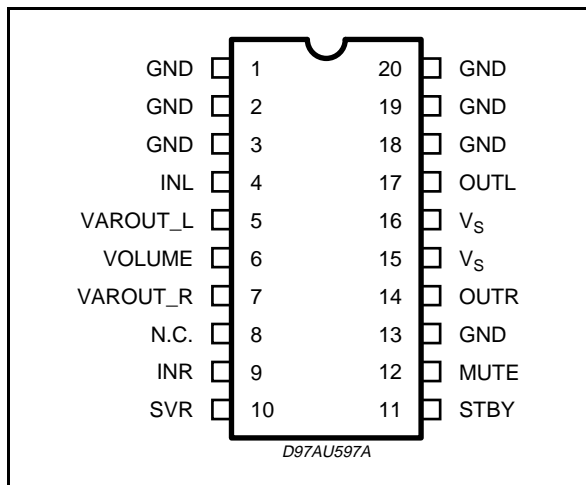 GND 1 20 GND
GND 2 19 GND
GND 3 18 GND
INL 4 17 OUTL
VAROUT_L 5 16 VS
VOLUME 6 15 VS
VAROUT_R 7 14 OUTR
N.C. 8 13 GND
INR 9 12 MUTE
SVR 10 11 STBY
D97AU597A